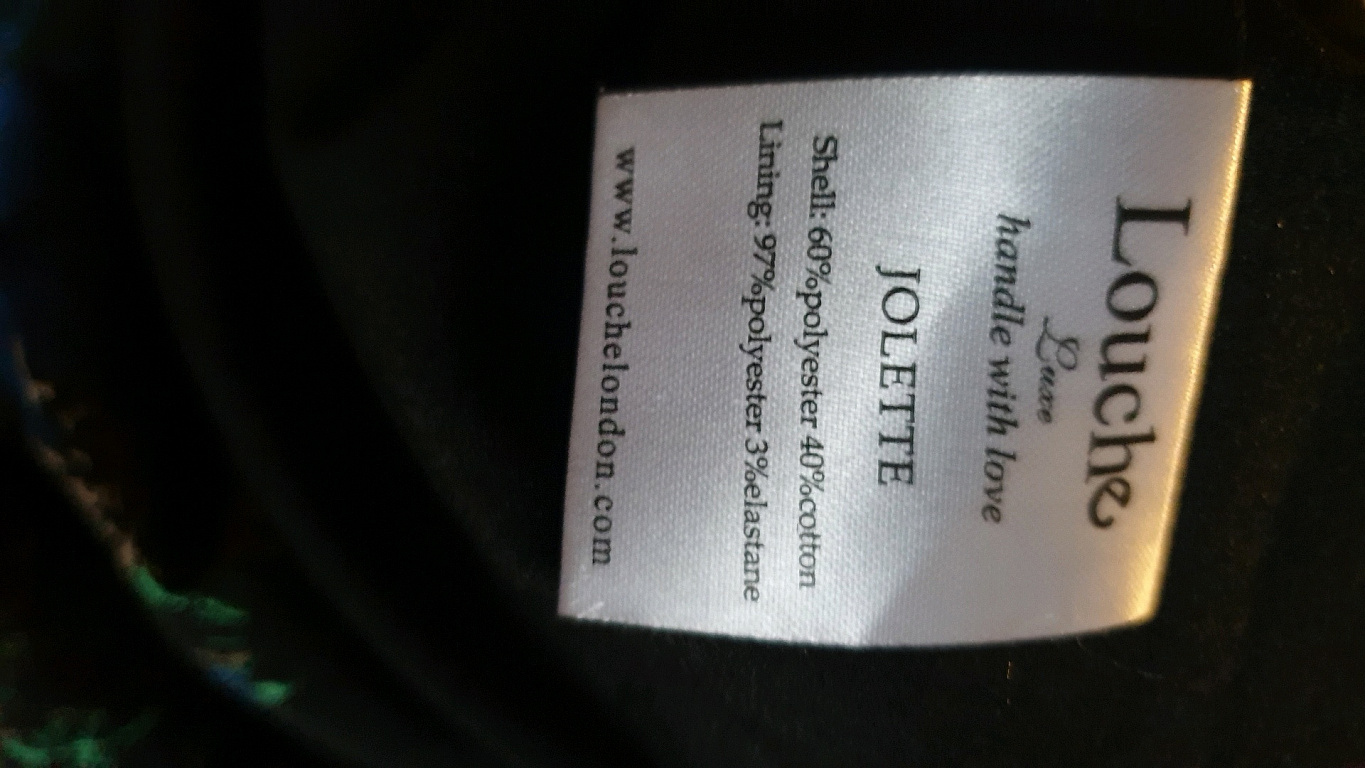 Louche
Luxe
handle with love
JOLETTE
Shell: 60%polyester 40%cotton
Lining: 97%polyester 3%elastane
www.louchelondon.com